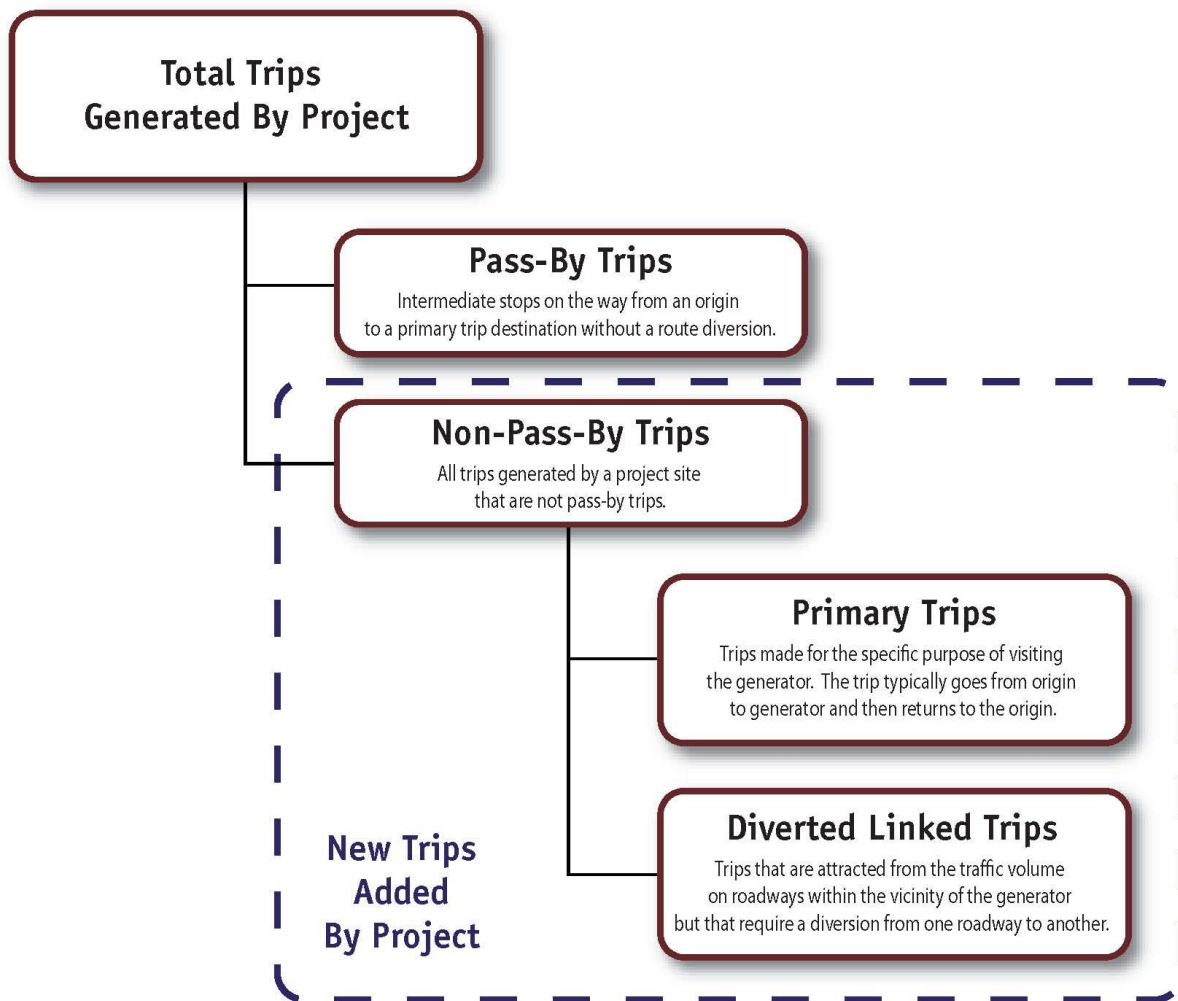 Total Trips
Generated By Project
Pass-By Trips
Intermediate stops on the way from an origin
to a primary trip destination without a route diversion.
Non-Pass-By Trips
All trips generated by a project site
that are not pass-by trips.
Primary Trips
Trips made for the specific purpose of visiting
the generator. The trip typically goes from origin
to generator and then returns to the origin.
Diverted Linked Trips
Trips that are attracted from the traffic volume
on roadways within the vicinity of the generator
but that require a diversion from one roadway to another.
New Trips
Added
By Project